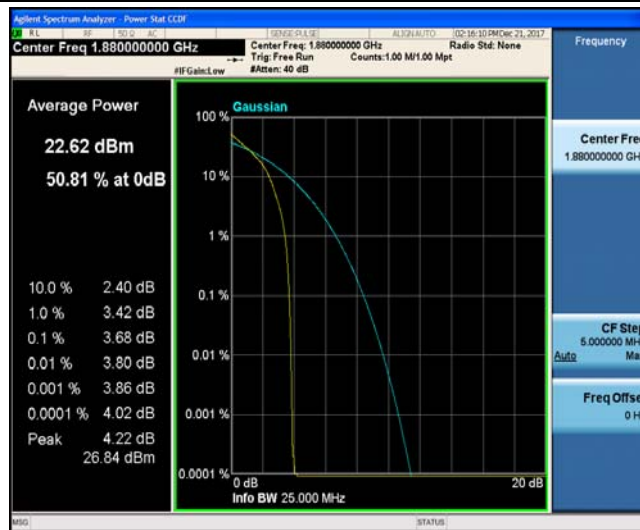 Agilent Spectrum Analyzer - Power Stat CCDF
RL RF 50 Ω AC SENSE:PULSE ALIGN AUTO 02:16:10 PM Dec 21, 2017
Center Freq 1.880000000 GHz
Center Freq: 1.880000000 GHz Radio Std: None
Trig: Free Run Counts:1.00 M/1.00 Mpt
#IFGain:Low #Atten: 40 dB
Frequency
Average Power
22.62 dBm
50.81 % at 0dB
10.0 % 2.40 dB
1.0 % 3.42 dB
0.1 % 3.68 dB
0.01 % 3.80 dB
0.001 % 3.86 dB
0.0001 % 4.02 dB
Peak 4.22 dB
26.84 dBm
Gaussian
100 %
10 %
1 %
0.1 %
0.01 %
0.001 %
0.0001 %
0 dB 20 dB
Info BW 25.000 MHz
Center Fre
1.880000000 GH
CF Step
5.000000 MH
Auto Ma
Freq Offse
0 H
MSG STATUS